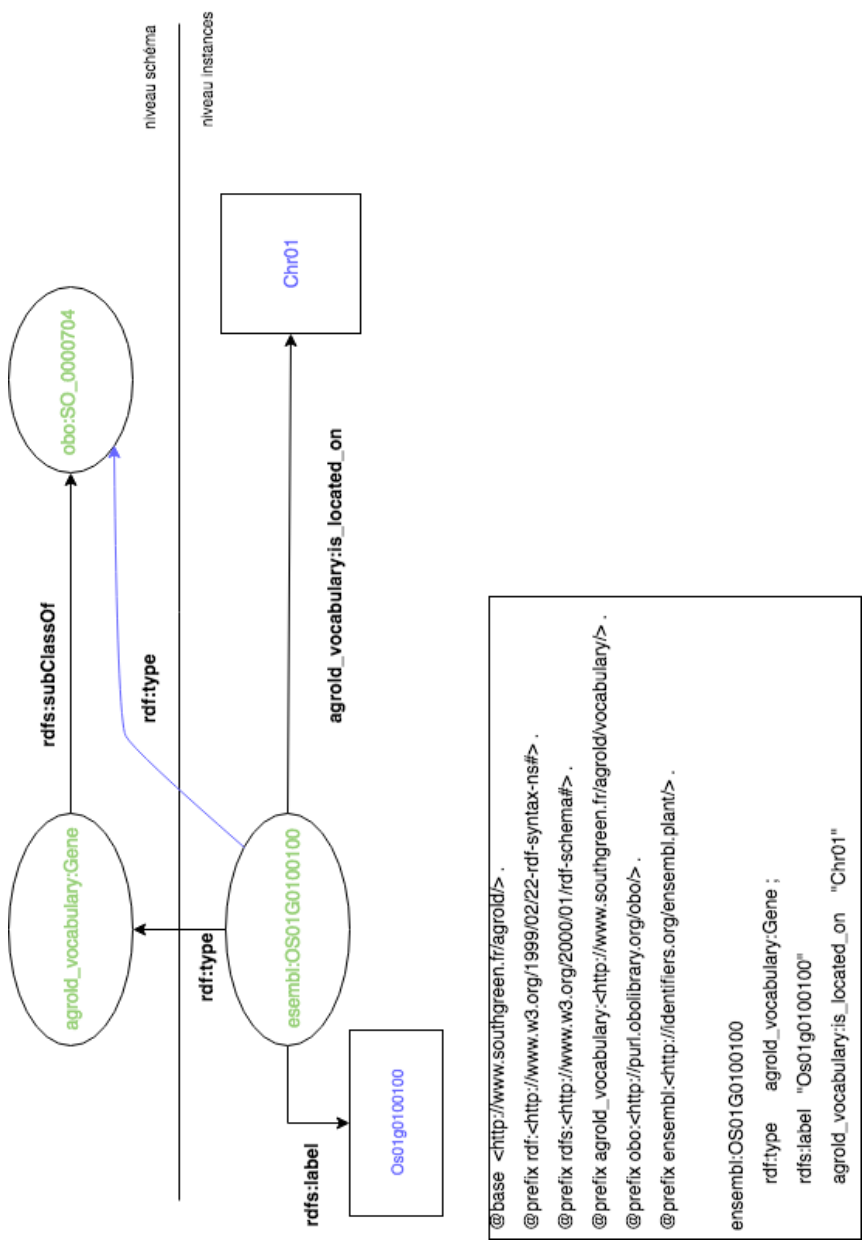 niveau schéma
niveau instances
agrold_vocabulary:Gene
rdfs:subClassOf
obo:SO_0000704
rdf:type
rdf:type
esembl:OS01G0100100
agrold_vocabulary:is_located_on
Chr01
rdfs:label
Os01g0100100
@base <http://www.southgreen.fr/agrold/> .
@prefix rdf:<http://www.w3.org/1999/02/22-rdf-syntax-ns#> .
@prefix rdfs:<http://www.w3.org/2000/01/rdf-schema#> .
@prefix agrold_vocabulary:<http://www.southgreen.fr/agrold/vocabulary/> .
@prefix obo:<http://purl.obolibrary.org/obo/> .
@prefix ensembl:<http://identifiers.org/ensembl.plant/> .
ensembl:OS01G0100100
rdf:type agrold_vocabulary:Gene ;
rdfs:label "Os01g0100100"
agrold_vocabulary:is_located_on "Chr01"